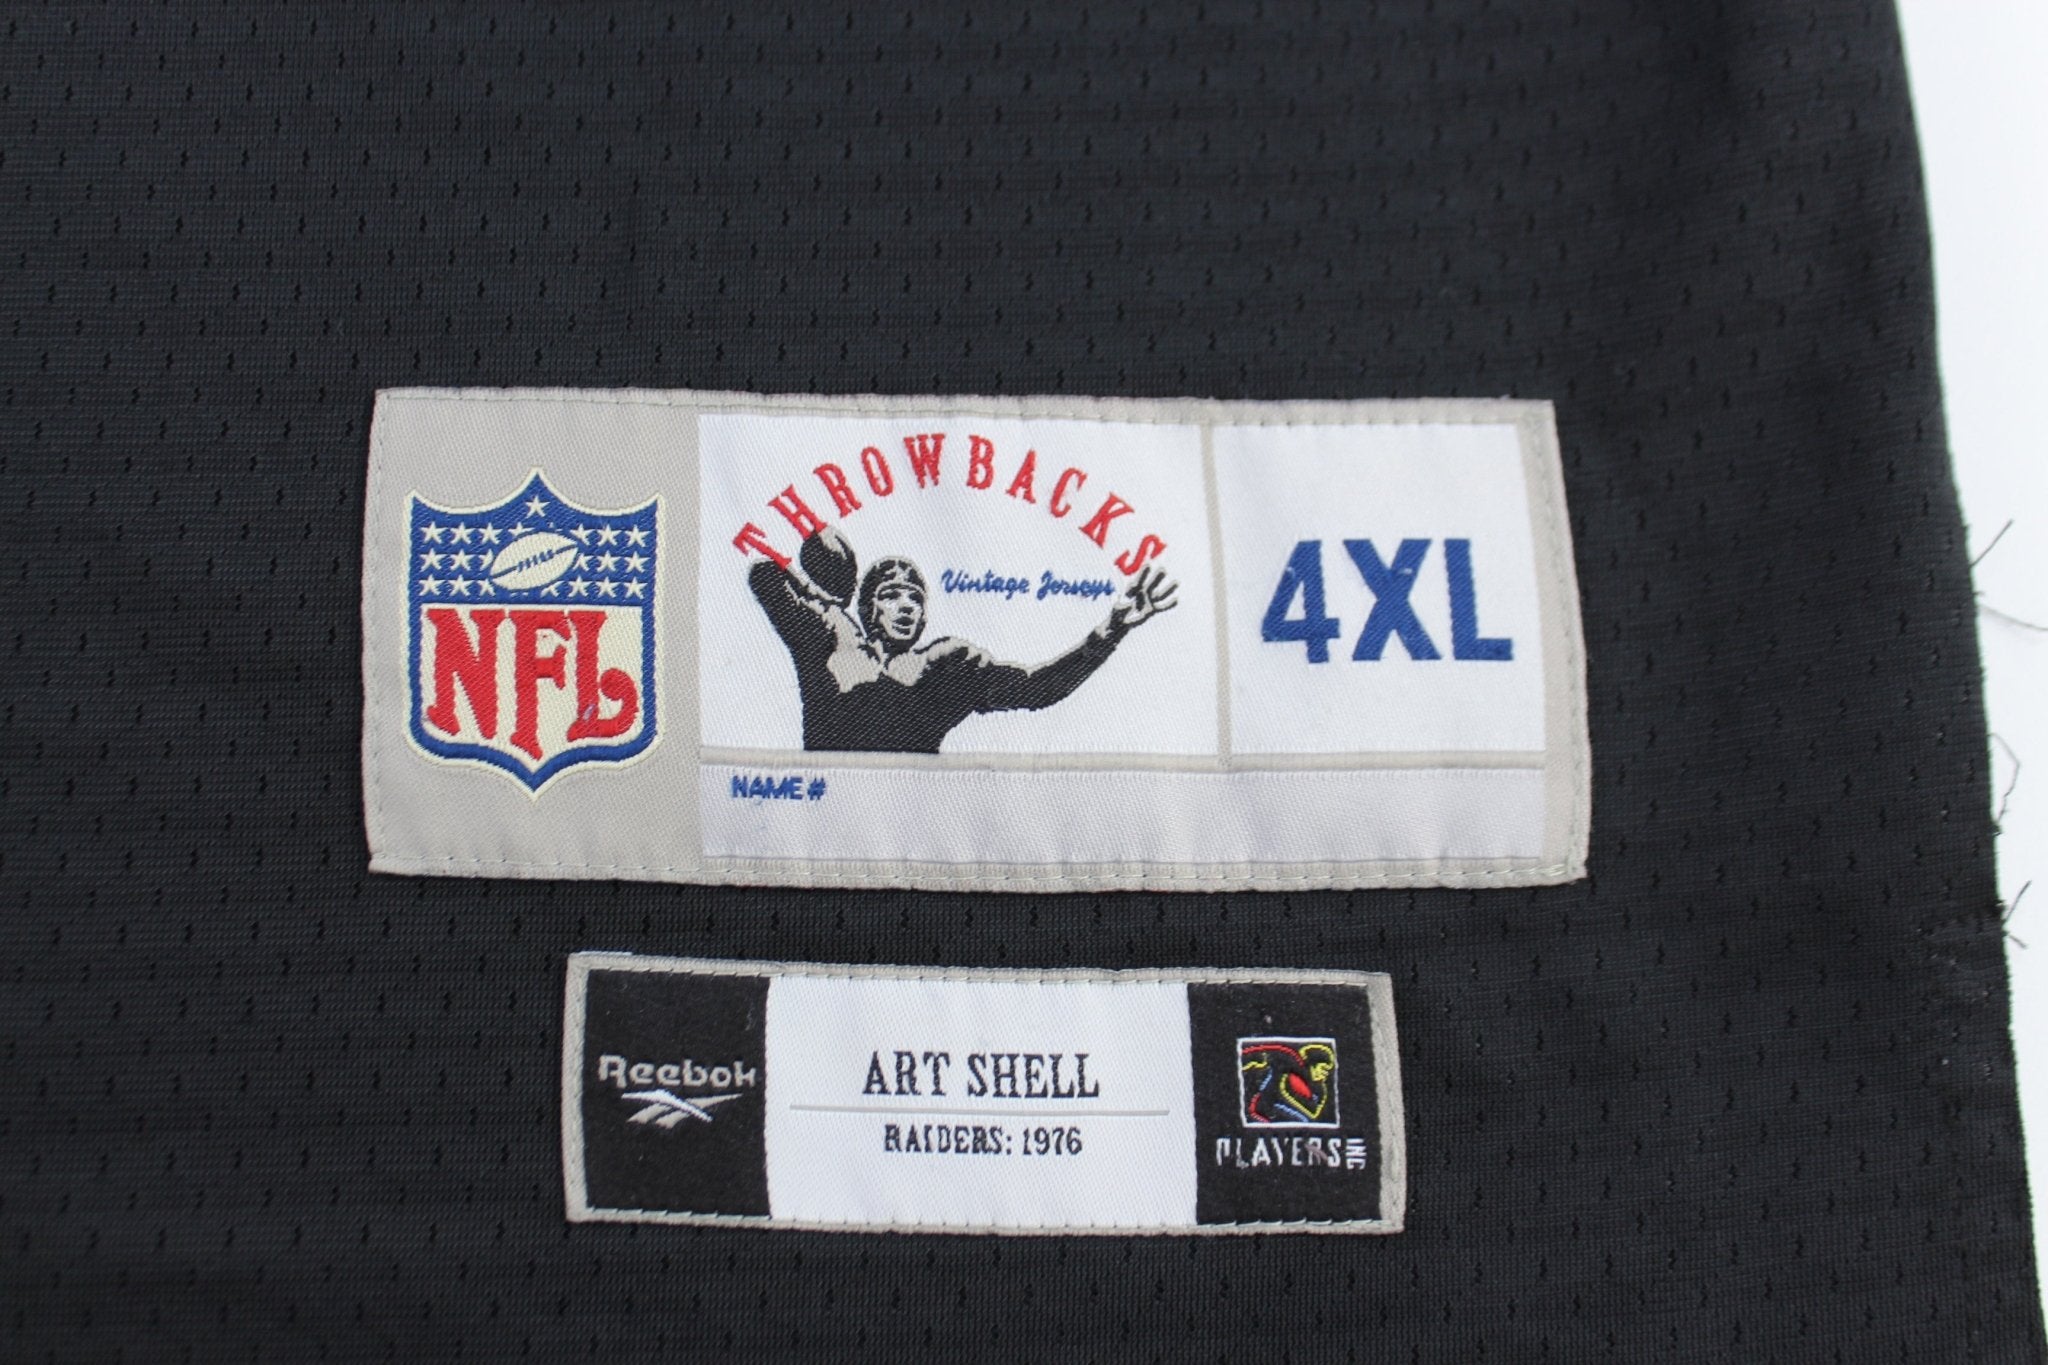 THROWBACKS
Vintage Jerseys
4XL
NFL
NAME #
Reebok
ART SHELL
RAIDERS: 1976
PLAYERS INC